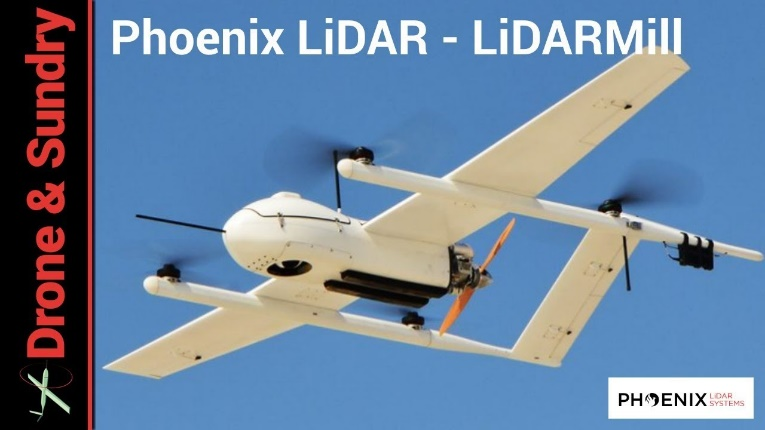 Phoenix LiDAR - LiDARMill
Drone & Sundry
PHOENIX LiDAR
SYSTEMS